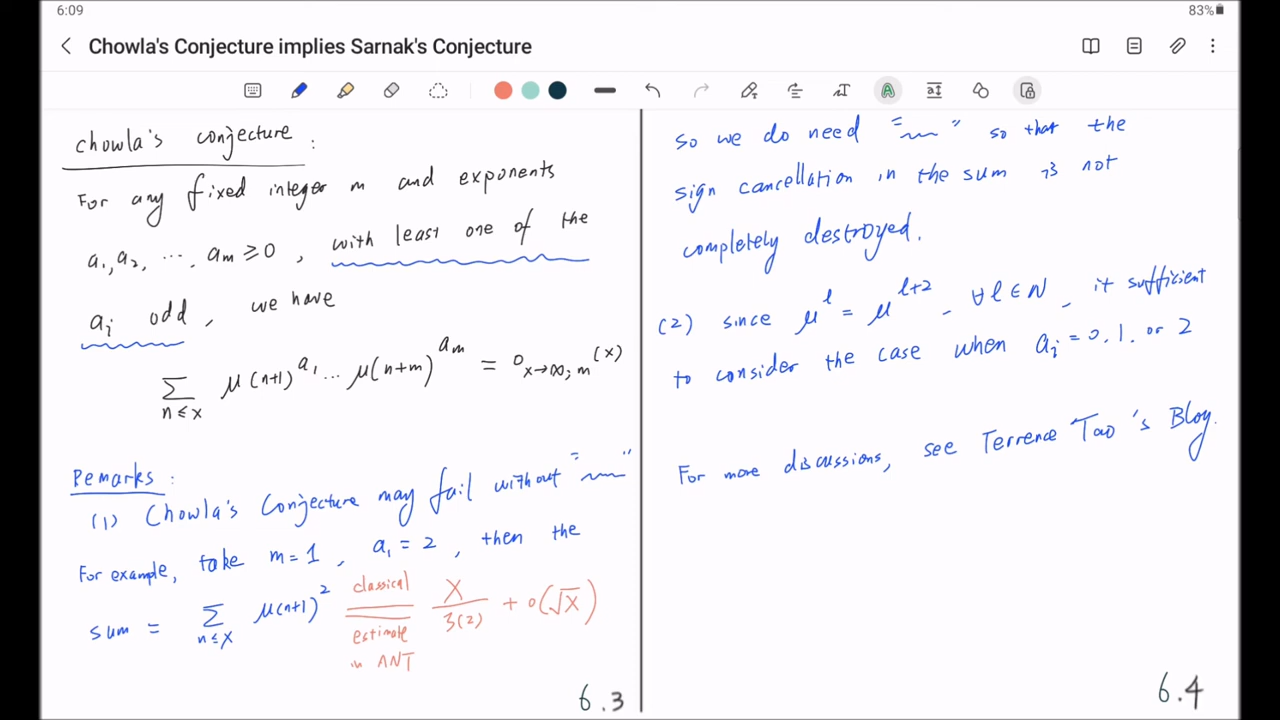 6:09
83%
Chowla's Conjecture implies Sarnak's Conjecture
Chowla's conjecture :
For any fixed integer m and exponents
a₁, a₂, ⋯, aₘ ≥ 0, with least one of the
aᵢ odd, we have
∑_{n≤x} μ(n+1)^{a₁} ⋯ μ(n+m)^{aₘ} = o_{x→∞; m}(x)
Remarks :
(1) Chowla's Conjecture may fail without "﹏"
For example, take m=1, a₁=2, then the
sum = ∑_{n≤x} μ(n+1)² classical estimate in ANT x/ζ(2) + o(√x)
6.3
so we do need "﹏" so that the
sign cancellation in the sum is not
completely destroyed.
(2) since μ^l = μ^{l+2}, ∀ l ∈ N, it sufficient
to consider the case when aᵢ = 0, 1, or 2
For more discussions, see Terrence Tao's Blog.
6.4